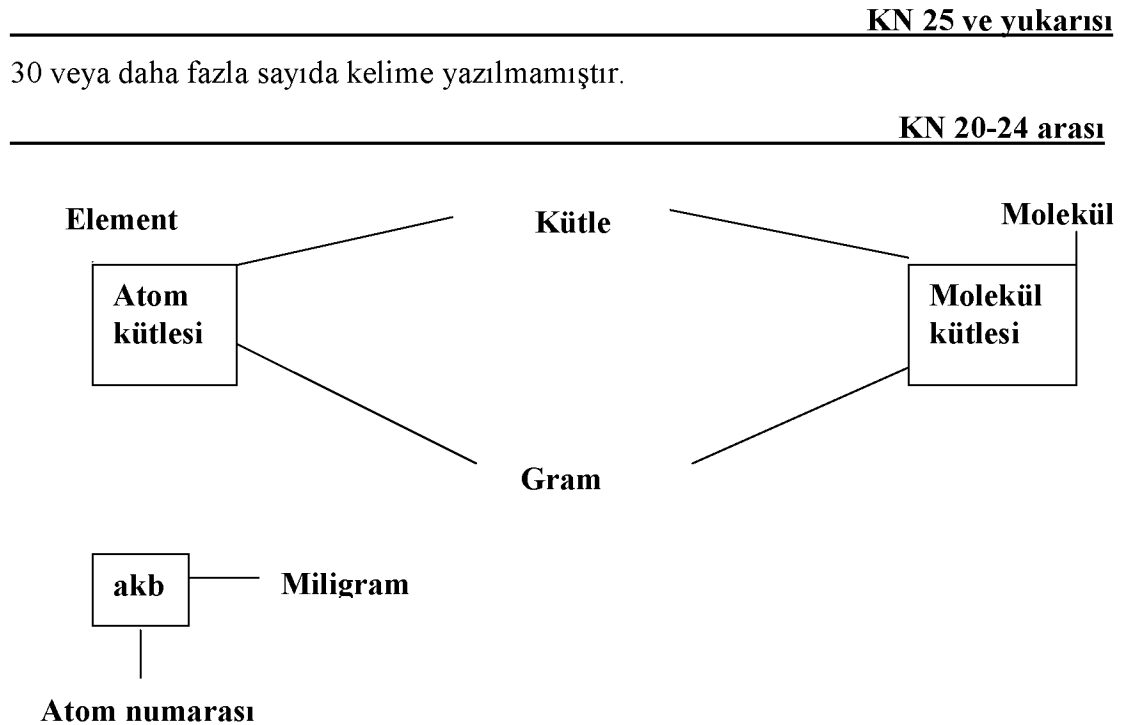 KN 25 ve yukarısı
30 veya daha fazla sayıda kelime yazılmamıştır.
KN 20-24 arası
Element
Kütle
Molekül
Atom
kütlesi
Molekül
kütlesi
Gram
akb
Miligram
Atom numarası